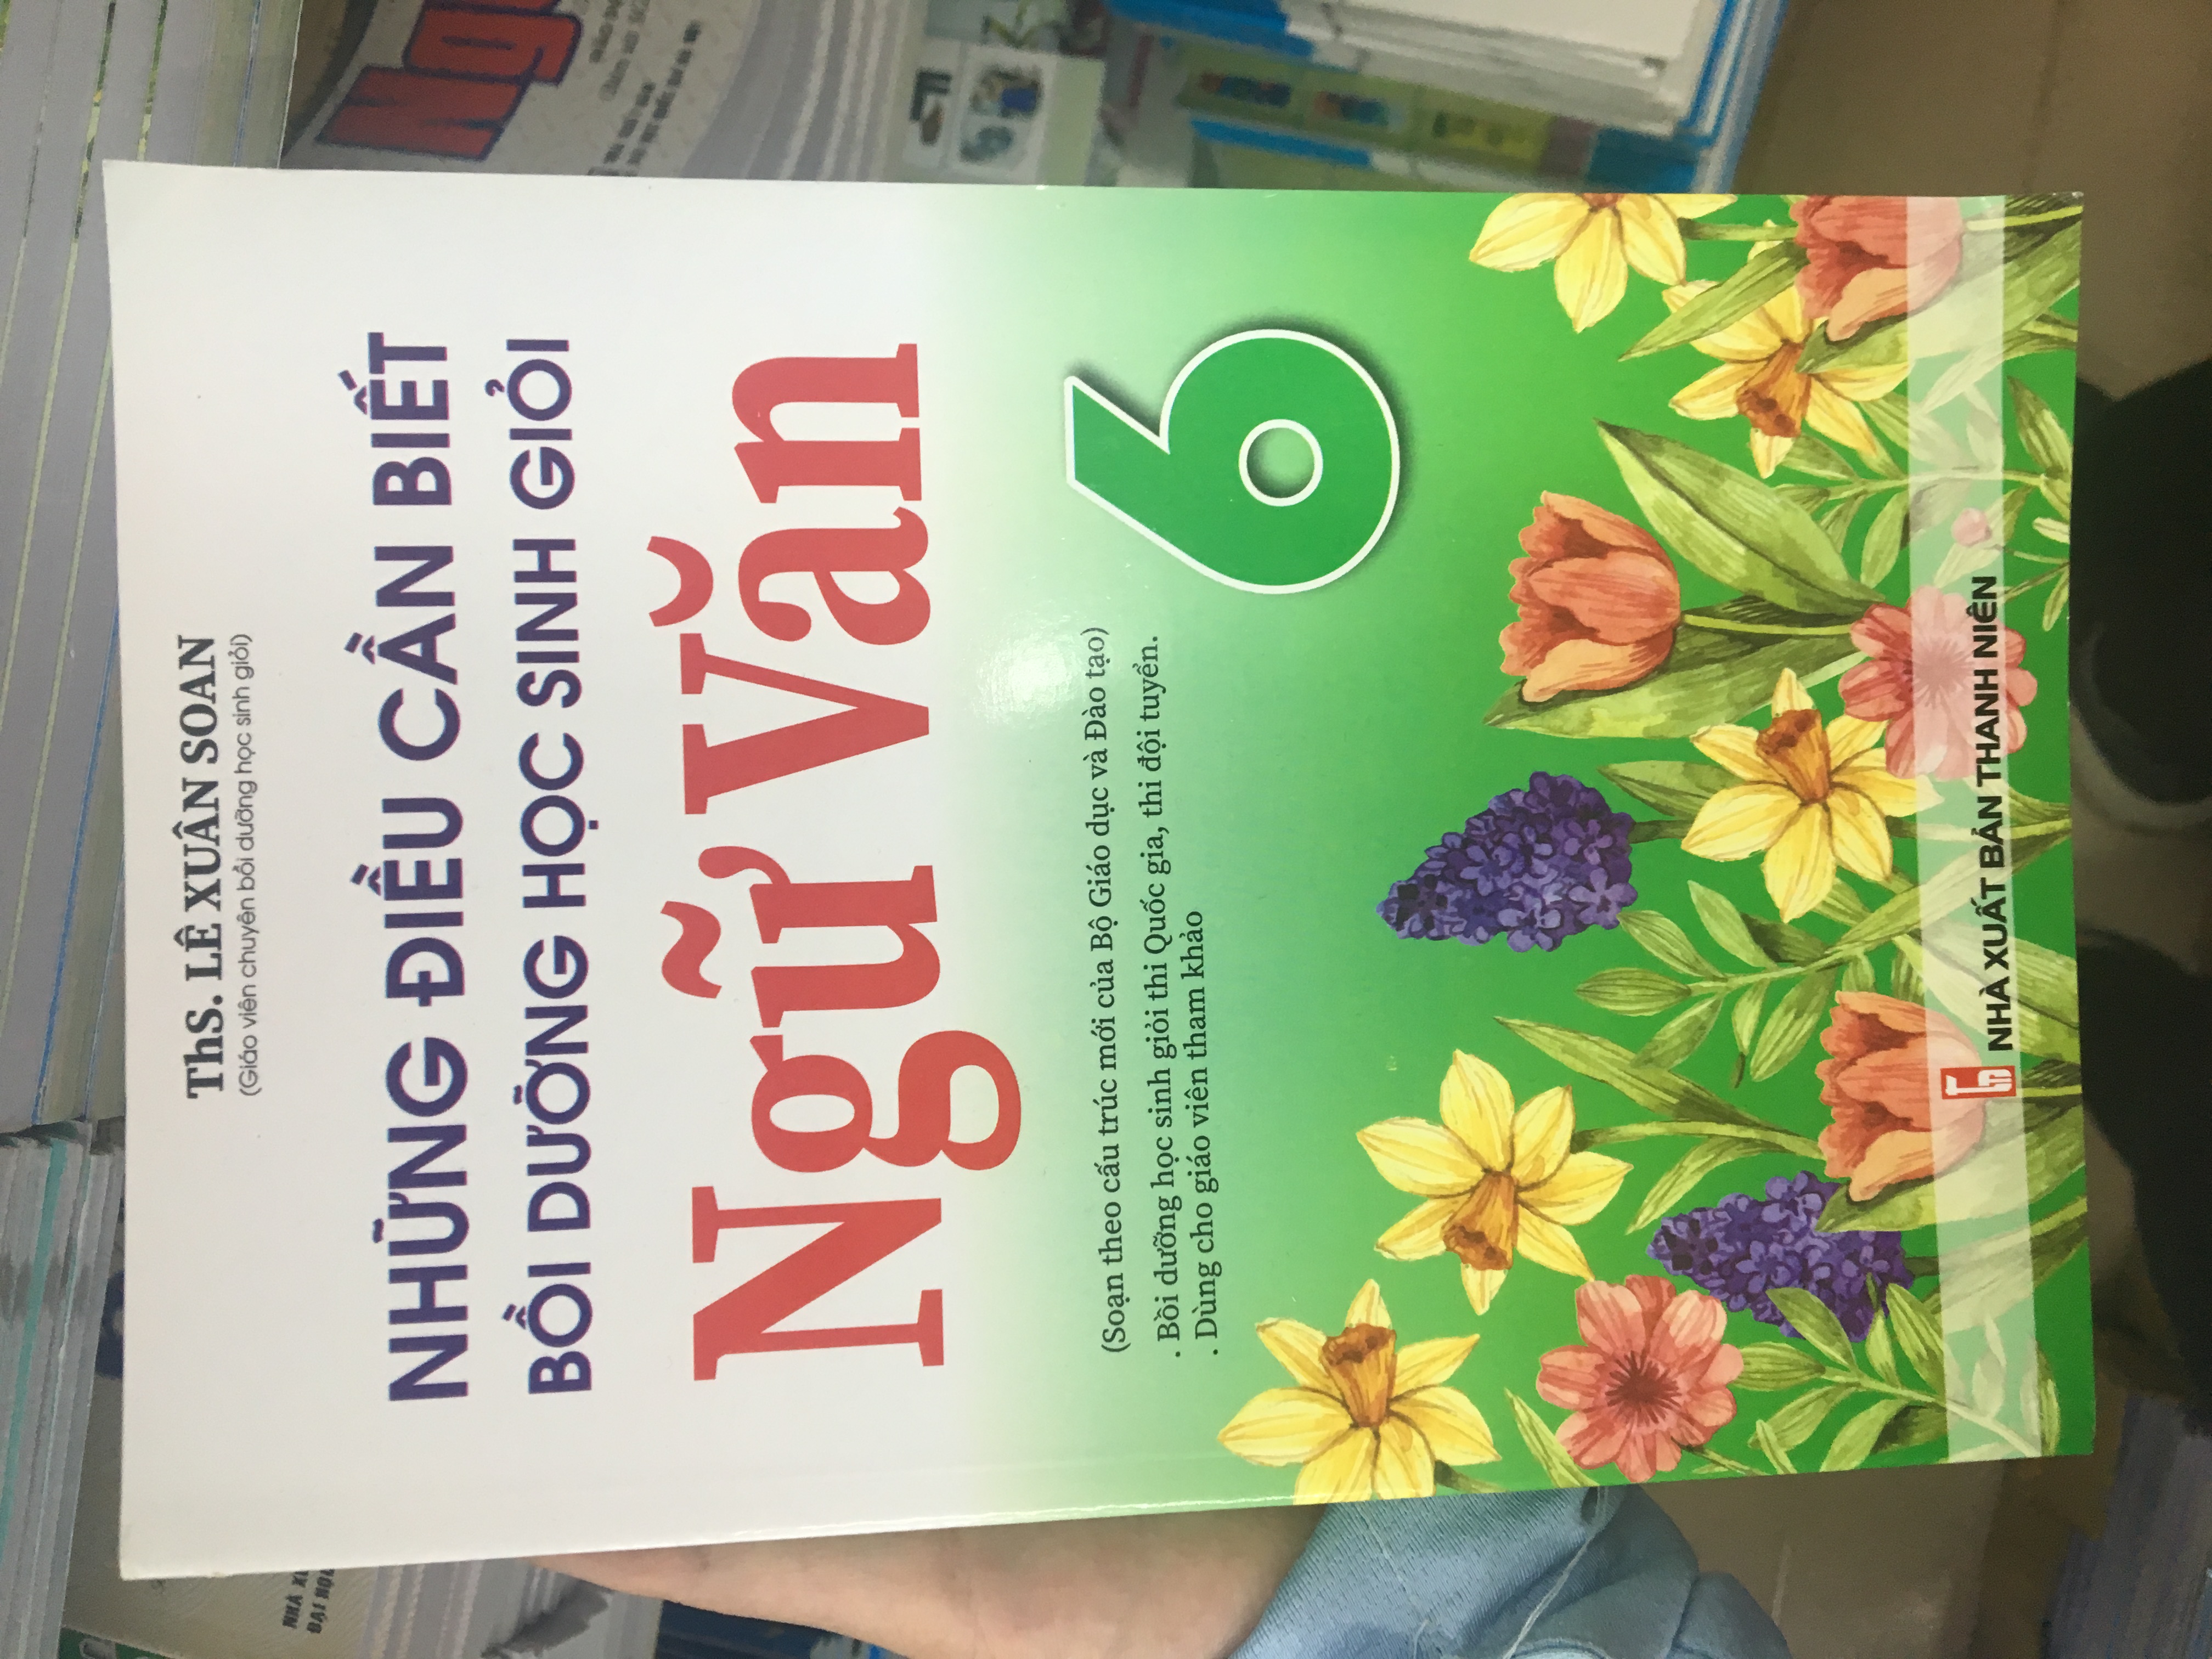 ThS. LÊ XUÂN SOAN
(Giáo viên chuyên bồi dưỡng học sinh giỏi)
NHỮNG ĐIỀU CẦN BIẾT
BỒI DƯỠNG HỌC SINH GIỎI
Ngữ Văn
6
(Soạn theo cấu trúc mới của Bộ Giáo dục và Đào tạo)
. Bồi dưỡng học sinh giỏi thi Quốc gia, thi đội tuyển.
. Dùng cho giáo viên tham khảo
NHÀ XUẤT BẢN THANH NIÊN
NHÀ
ĐẠI
Ng